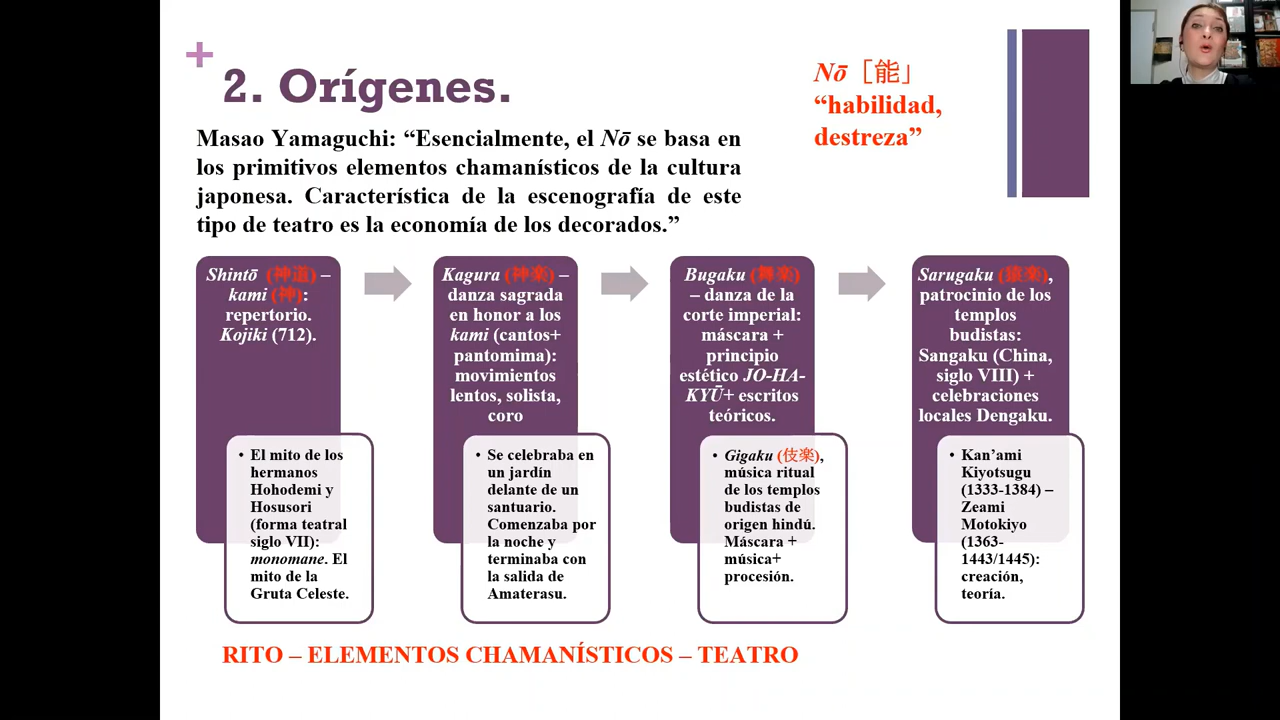 +
2. Orígenes.
Nō［能」
“habilidad,
destreza”
Masao Yamaguchi: “Esencialmente, el Nō se basa en
los primitivos elementos chamanísticos de la cultura
japonesa. Característica de la escenografía de este
tipo de teatro es la economía de los decorados.”
Shintō (神道) –
kami (神):
repertorio.
Kojiki (712).
• El mito de los
hermanos
Hohodemi y
Hosusori
(forma teatral
siglo VII):
monomane. El
mito de la
Gruta Celeste.
Kagura (神楽) –
danza sagrada
en honor a los
kami (cantos+
pantomima):
movimientos
lentos, solista,
coro
• Se celebraba en
un jardín
delante de un
santuario.
Comenzaba por
la noche y
terminaba con
la salida de
Amaterasu.
Bugaku (舞楽)
– danza de la
corte imperial:
máscara +
principio
estético JO-HA-
KYŪ+ escritos
teóricos.
• Gigaku (伎楽),
música ritual
de los templos
budistas de
origen hindú.
Máscara +
música+
procesión.
Sarugaku (猿楽),
patrocinio de los
templos
budistas:
Sangaku (China,
siglo VIII) +
celebraciones
locales Dengaku.
• Kan’ami
Kiyotsugu
(1333-1384) –
Zeami
Motokiyo
(1363-
1443/1445):
creación,
teoría.
RITO – ELEMENTOS CHAMANÍSTICOS – TEATRO